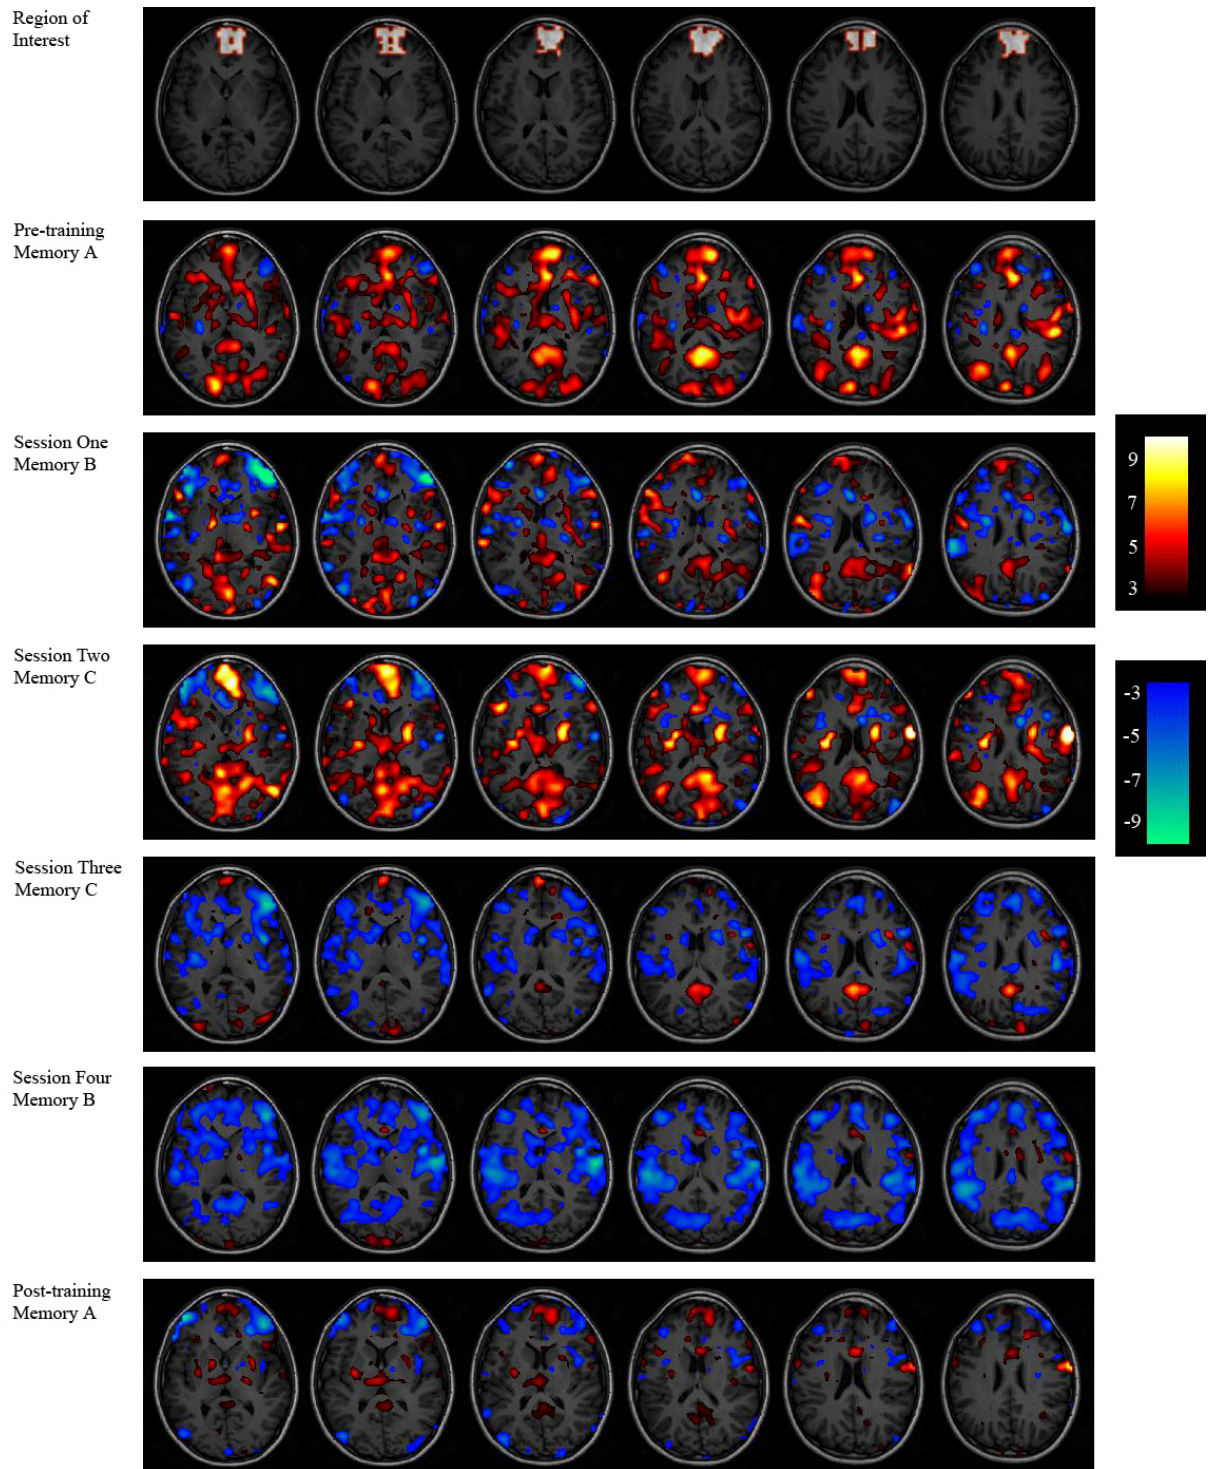 Region of
Interest
Pre-training
Memory A
Session One
Memory B
9
7
5
3
Session Two
Memory C
-3
-5
-7
-9
Session Three
Memory C
Session Four
Memory B
Post-training
Memory A